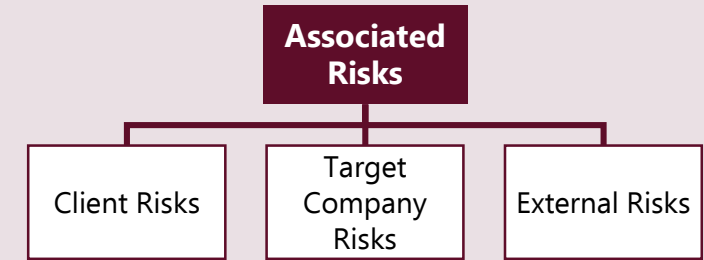 Associated
Risks
Client Risks
Target
Company
Risks
External Risks